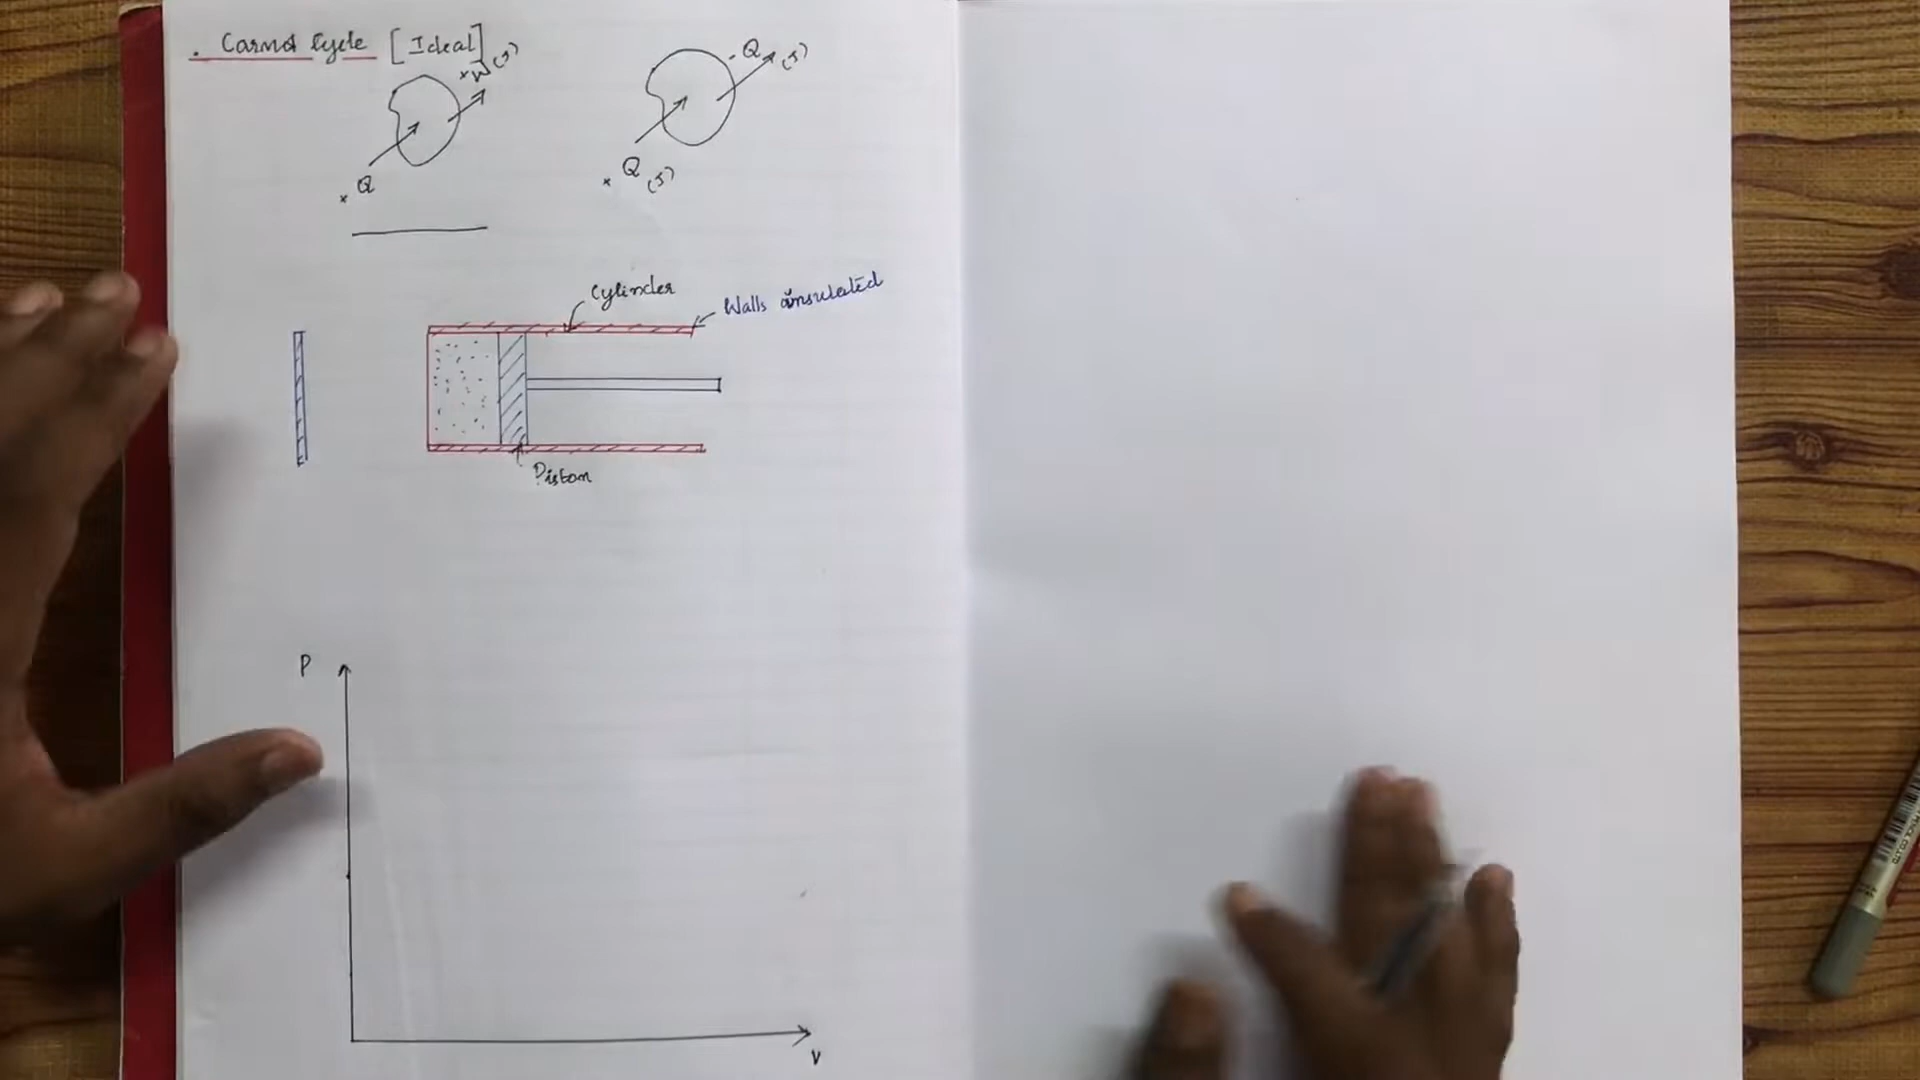 . Carnot Cycle [Ideal]
+W (J)
+ Q
- Q (J)
+ Q (J)
Cylinder
Walls insulated
Piston
P
V